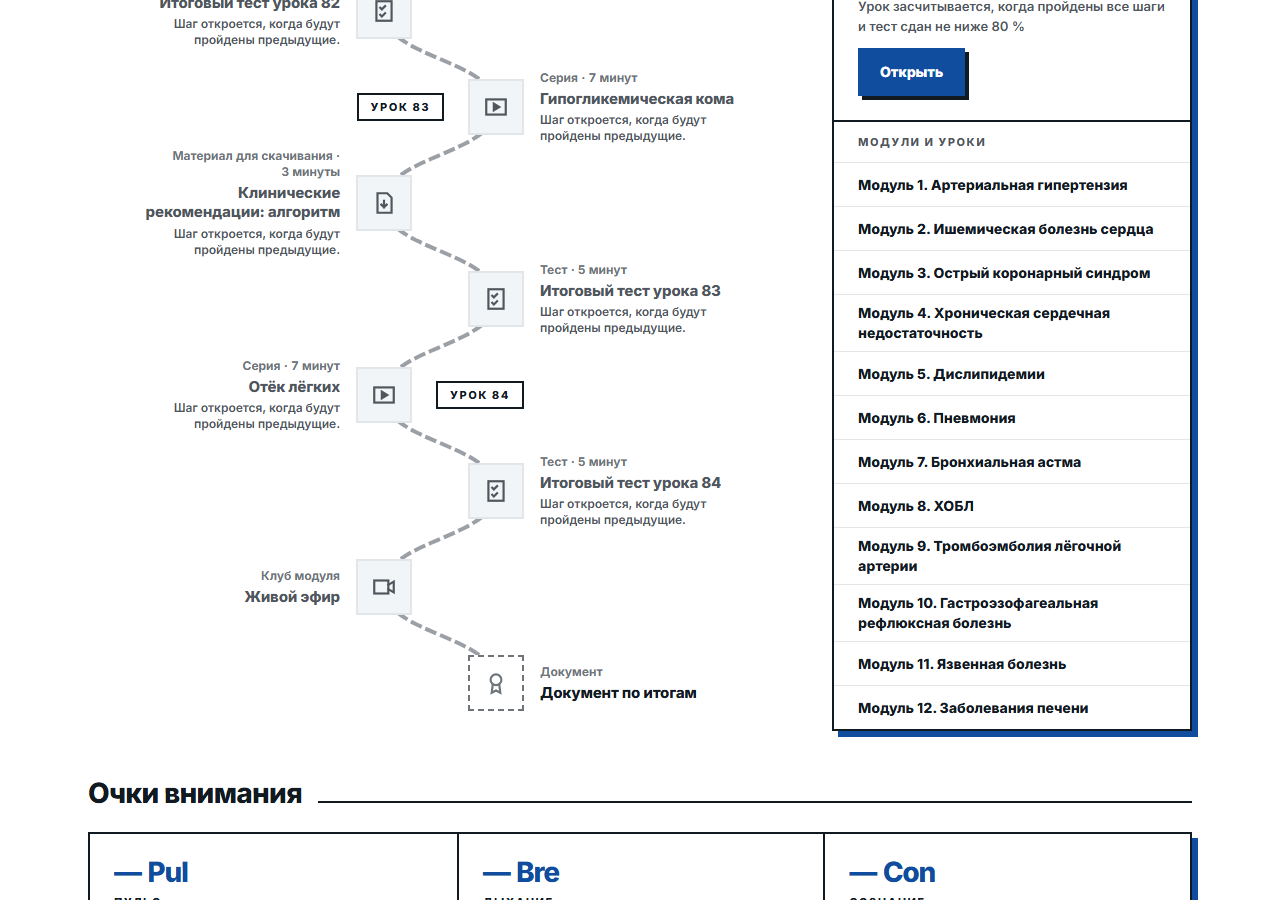 Итоговый тест урока 82
Шаг откроется, когда будут
пройдены предыдущие.
УРОК 83
Серия · 7 минут
Гипогликемическая кома
Шаг откроется, когда будут
пройдены предыдущие.
Материал для скачивания ·
3 минуты
Клинические
рекомендации: алгоритм
Шаг откроется, когда будут
пройдены предыдущие.
Тест · 5 минут
Итоговый тест урока 83
Шаг откроется, когда будут
пройдены предыдущие.
Серия · 7 минут
Отёк лёгких
Шаг откроется, когда будут
пройдены предыдущие.
УРОК 84
Тест · 5 минут
Итоговый тест урока 84
Шаг откроется, когда будут
пройдены предыдущие.
Клуб модуля
Живой эфир
Документ
Документ по итогам
Урок засчитывается, когда пройдены все шаги
и тест сдан не ниже 80 %
Открыть
МОДУЛИ И УРОКИ
Модуль 1. Артериальная гипертензия
Модуль 2. Ишемическая болезнь сердца
Модуль 3. Острый коронарный синдром
Модуль 4. Хроническая сердечная
недостаточность
Модуль 5. Дислипидемии
Модуль 6. Пневмония
Модуль 7. Бронхиальная астма
Модуль 8. ХОБЛ
Модуль 9. Тромбоэмболия лёгочной
артерии
Модуль 10. Гастроэзофагеальная
рефлюксная болезнь
Модуль 11. Язвенная болезнь
Модуль 12. Заболевания печени
Очки внимания
— Pul
ПУЛЬС
— Bre
ДЫХАНИЕ
— Con
СОЗНАНИЕ